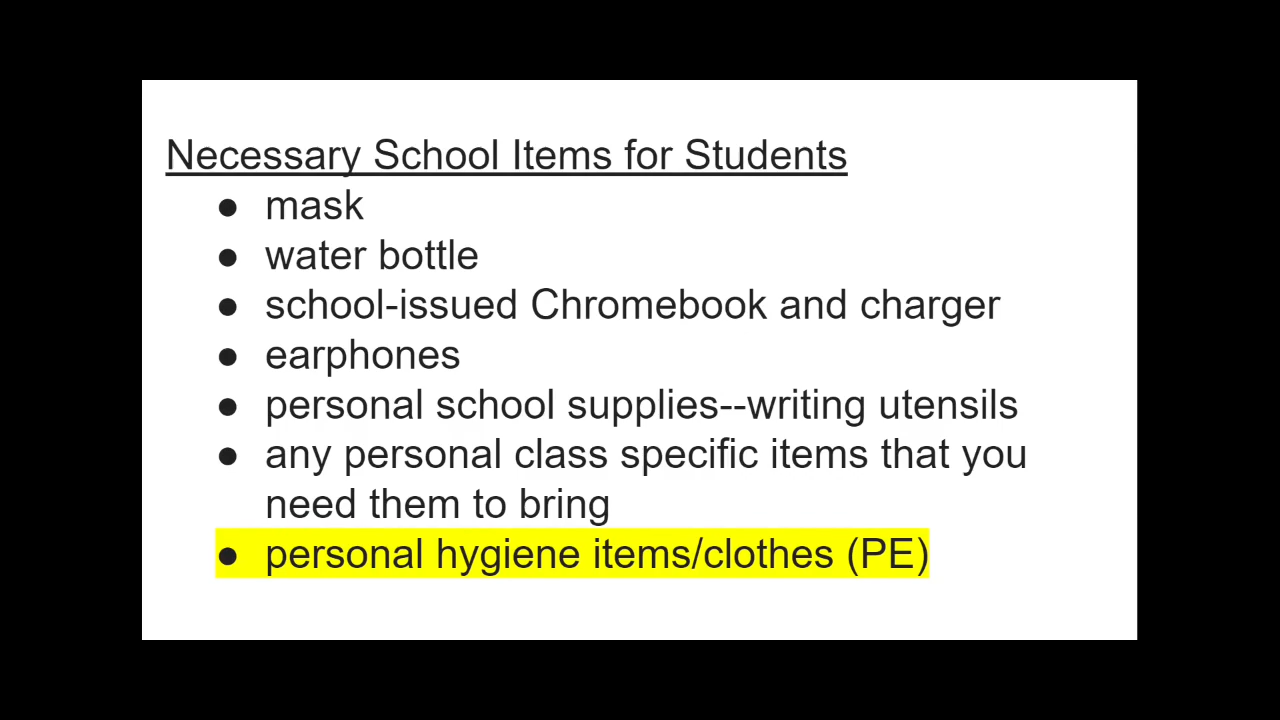 Necessary School Items for Students
● mask
● water bottle
● school-issued Chromebook and charger
● earphones
● personal school supplies--writing utensils
● any personal class specific items that you
need them to bring
● personal hygiene items/clothes (PE)